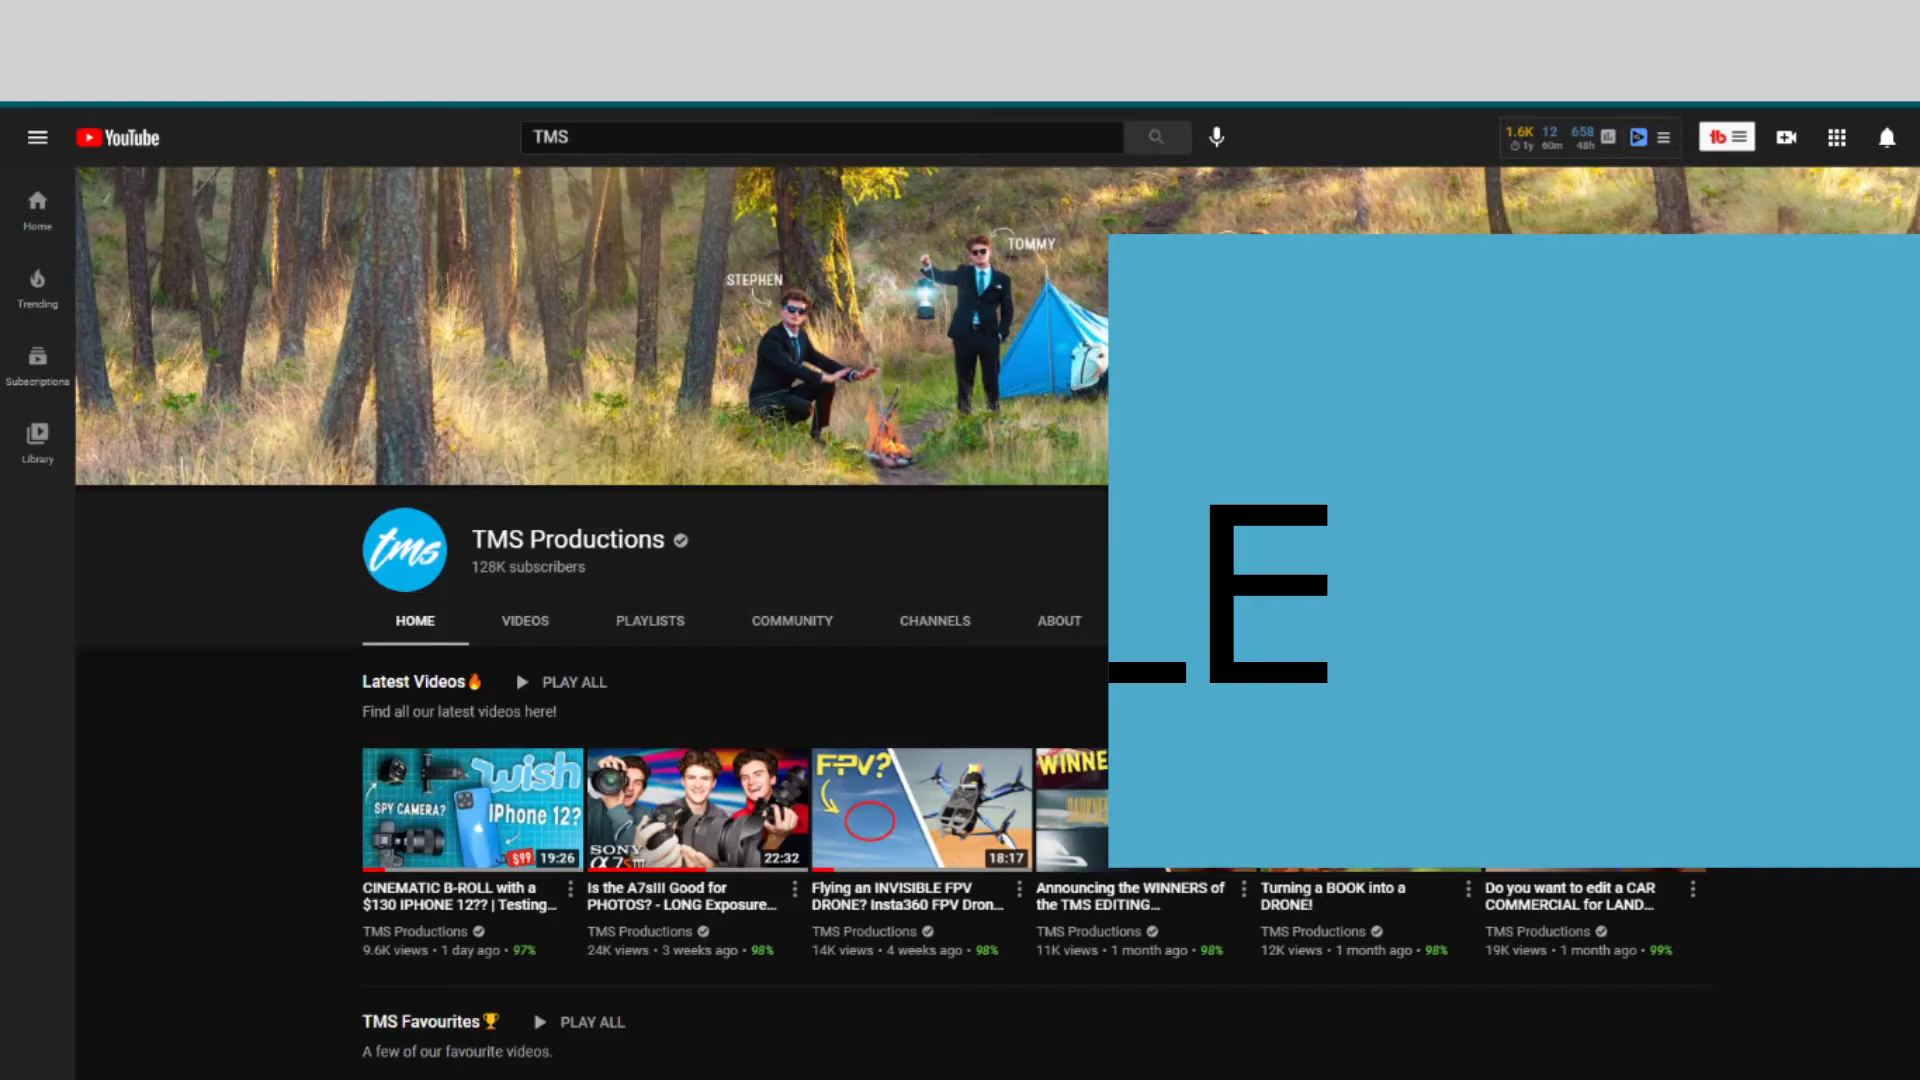 YouTube
TMS
1.6K 12 658
1y 60m 48h
Home
Trending
Subscriptions
Library
STEPHEN
TOMMY
tms
TMS Productions
128K subscribers
HOME VIDEOS PLAYLISTS COMMUNITY CHANNELS ABOUT
LE
Latest Videos🔥 PLAY ALL
Find all our latest videos here!
wish
SPY CAMERA?
IPhone 12?
$99 19:26
SONY
α7sIII
22:32
FPV?
18:17
WINNE
CINEMATIC B-ROLL with a
$130 IPHONE 12?? | Testing...
TMS Productions
9.6K views • 1 day ago • 97%
Is the A7sIII Good for
PHOTOS? - LONG Exposure...
TMS Productions
24K views • 3 weeks ago • 98%
Flying an INVISIBLE FPV
DRONE? Insta360 FPV Dron...
TMS Productions
14K views • 4 weeks ago • 98%
Announcing the WINNERS of
the TMS EDITING...
TMS Productions
11K views • 1 month ago • 98%
Turning a BOOK into a
DRONE!
TMS Productions
12K views • 1 month ago • 98%
Do you want to edit a CAR
COMMERCIAL for LAND...
TMS Productions
19K views • 1 month ago • 99%
TMS Favourites🏆 PLAY ALL
A few of our favourite videos.